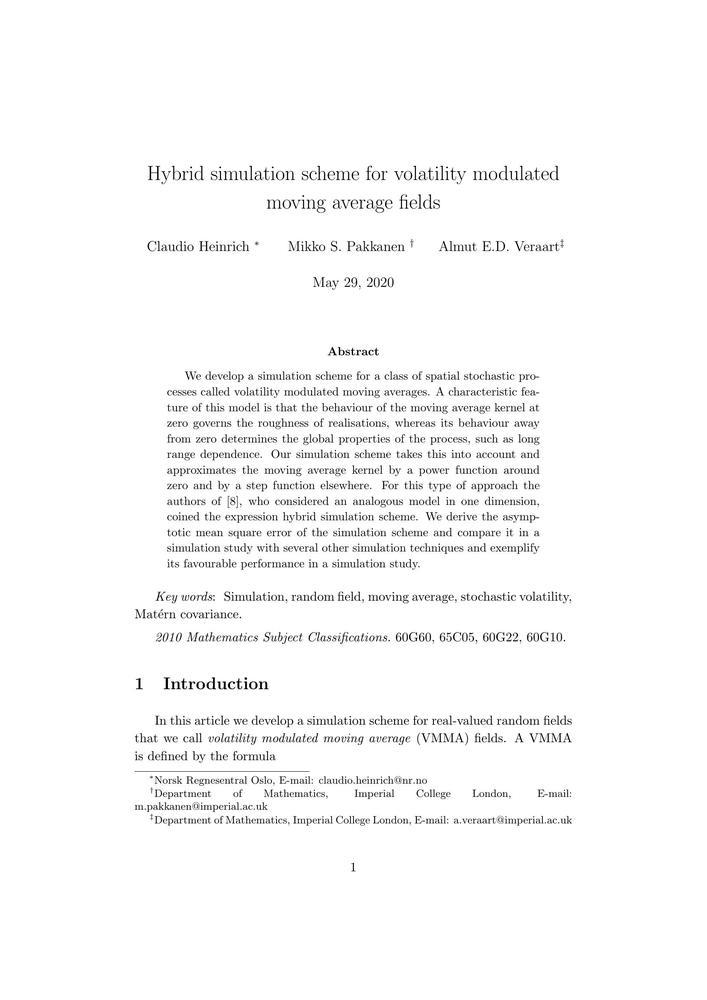 Hybrid simulation scheme for volatility modulated
moving average fields
Claudio Heinrich * Mikko S. Pakkanen † Almut E.D. Veraart‡
May 29, 2020
Abstract
We develop a simulation scheme for a class of spatial stochastic pro-
cesses called volatility modulated moving averages. A characteristic fea-
ture of this model is that the behaviour of the moving average kernel at
zero governs the roughness of realisations, whereas its behaviour away
from zero determines the global properties of the process, such as long
range dependence. Our simulation scheme takes this into account and
approximates the moving average kernel by a power function around
zero and by a step function elsewhere. For this type of approach the
authors of [8], who considered an analogous model in one dimension,
coined the expression hybrid simulation scheme. We derive the asymp-
totic mean square error of the simulation scheme and compare it in a
simulation study with several other simulation techniques and exemplify
its favourable performance in a simulation study.
Key words: Simulation, random field, moving average, stochastic volatility,
Matérn covariance.
2010 Mathematics Subject Classifications. 60G60, 65C05, 60G22, 60G10.
1 Introduction
In this article we develop a simulation scheme for real-valued random fields
that we call volatility modulated moving average (VMMA) fields. A VMMA
is defined by the formula
*Norsk Regnesentral Oslo, E-mail: claudio.heinrich@nr.no
†Department of Mathematics, Imperial College London, E-mail:
m.pakkanen@imperial.ac.uk
‡Department of Mathematics, Imperial College London, E-mail: a.veraart@imperial.ac.uk
1